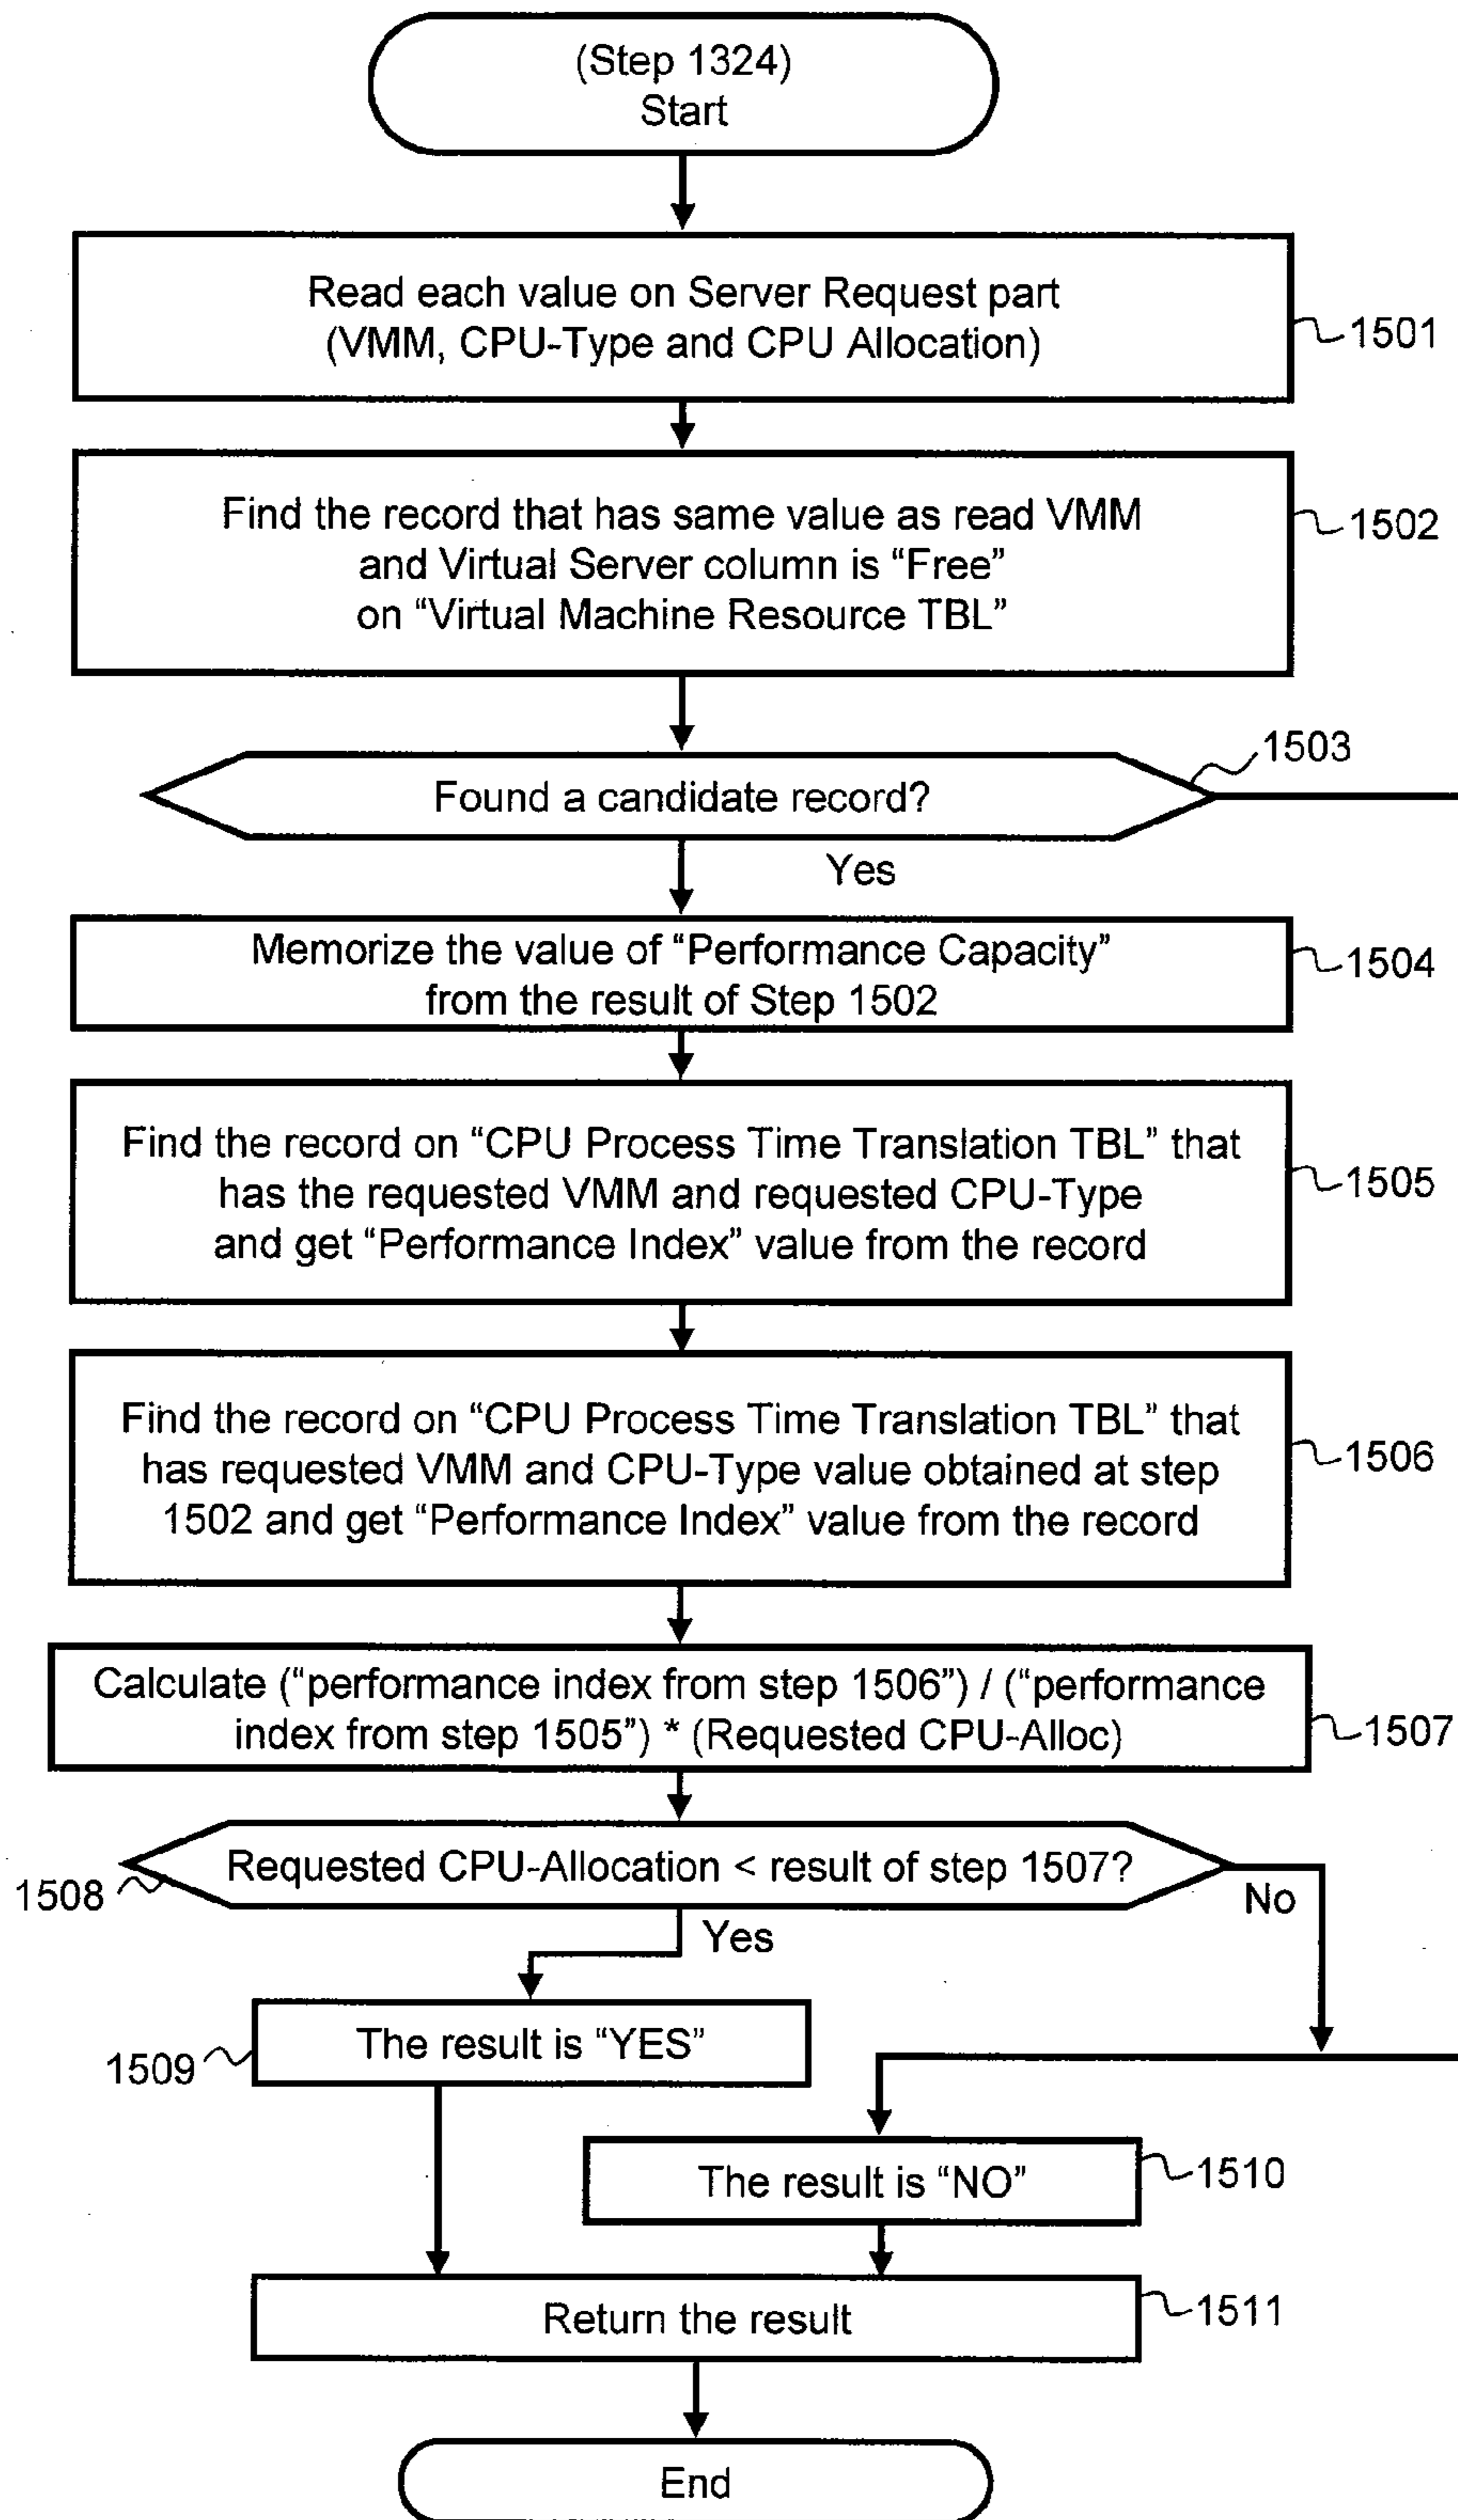 (Step 1324)
Start
Read each value on Server Request part
(VMM, CPU-Type and CPU Allocation)
1501
Find the record that has same value as read VMM
and Virtual Server column is “Free”
on “Virtual Machine Resource TBL”
1502
1503
Found a candidate record?
Yes
Memorize the value of “Performance Capacity”
from the result of Step 1502
1504
Find the record on “CPU Process Time Translation TBL” that
has the requested VMM and requested CPU-Type
and get “Performance Index” value from the record
1505
Find the record on “CPU Process Time Translation TBL” that
has requested VMM and CPU-Type value obtained at step
1502 and get “Performance Index” value from the record
1506
Calculate (“performance index from step 1506”) / (“performance
index from step 1505”) * (Requested CPU-Alloc)
1507
Requested CPU-Allocation < result of step 1507?
1508
No
Yes
The result is “YES”
1509
The result is “NO”
1510
Return the result
1511
End